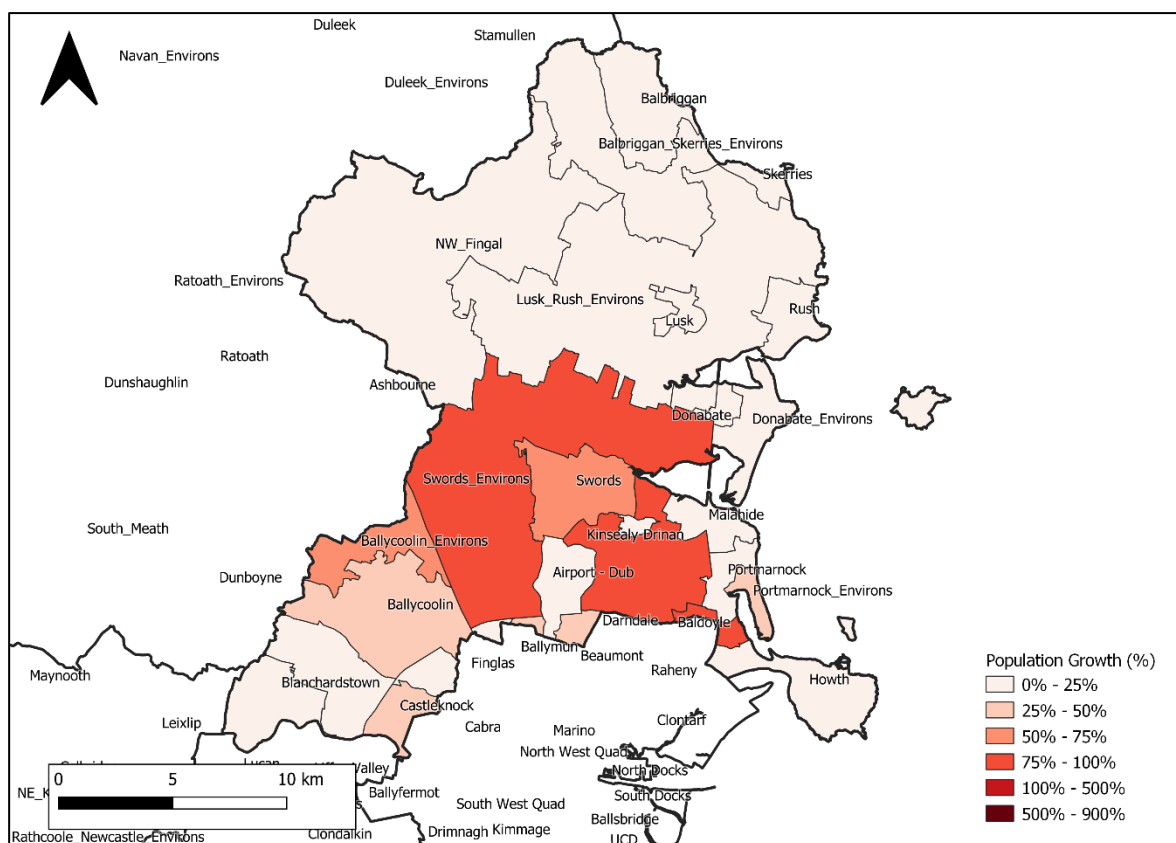 Duleek
Stamullen
Navan_Environs
Duleek_Environs
Balbriggan
Balbriggan_Skerries_Environs
Skerries
NW_Fingal
Ratoath_Environs
Lusk_Rush_Environs
Rush
Lusk
Ratoath
Dunshaughlin
Ashbourne
Donabate
Donabate_Environs
Swords_Environs
Swords
South_Meath
Malahide
Kinsealy-Drinan
Ballycoolin_Environs
Dunboyne
Airport - Dub
Portmarnock
Portmarnock_Environs
Ballycoolin
Darndale
Baldoyle
Ballymun
Beaumont
Finglas
Raheny
Maynooth
Blanchardstown
Howth
Castleknock
Leixlip
Cabra
Marino
Clontarf
North West Quad
North Docks
Valley
Ballyfermot
South West Quad
South Docks
Ballsbridge
Clondalkin
Drimnagh
Kimmage
UCD
Rathcoole_Newcastle_Environs
0 5 10 km
Population Growth (%)
0% - 25%
25% - 50%
50% - 75%
75% - 100%
100% - 500%
500% - 900%